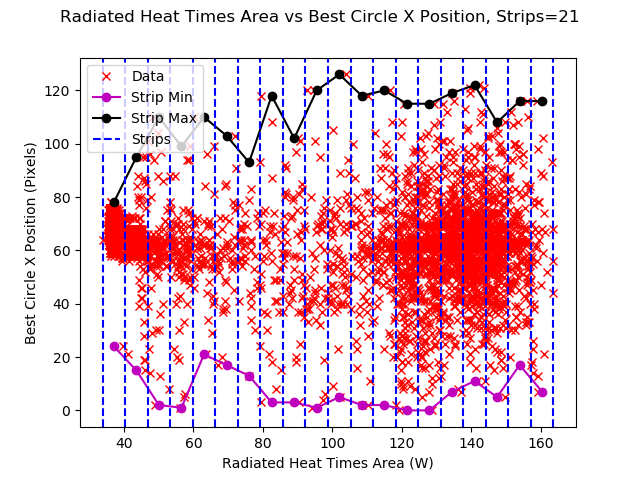 Radiated Heat Times Area vs Best Circle X Position, Strips=21
Data
Strip Min
Strip Max
Strips
Best Circle X Position (Pixels)
120
100
80
60
40
20
0
40 60 80 100 120 140 160
Radiated Heat Times Area (W)